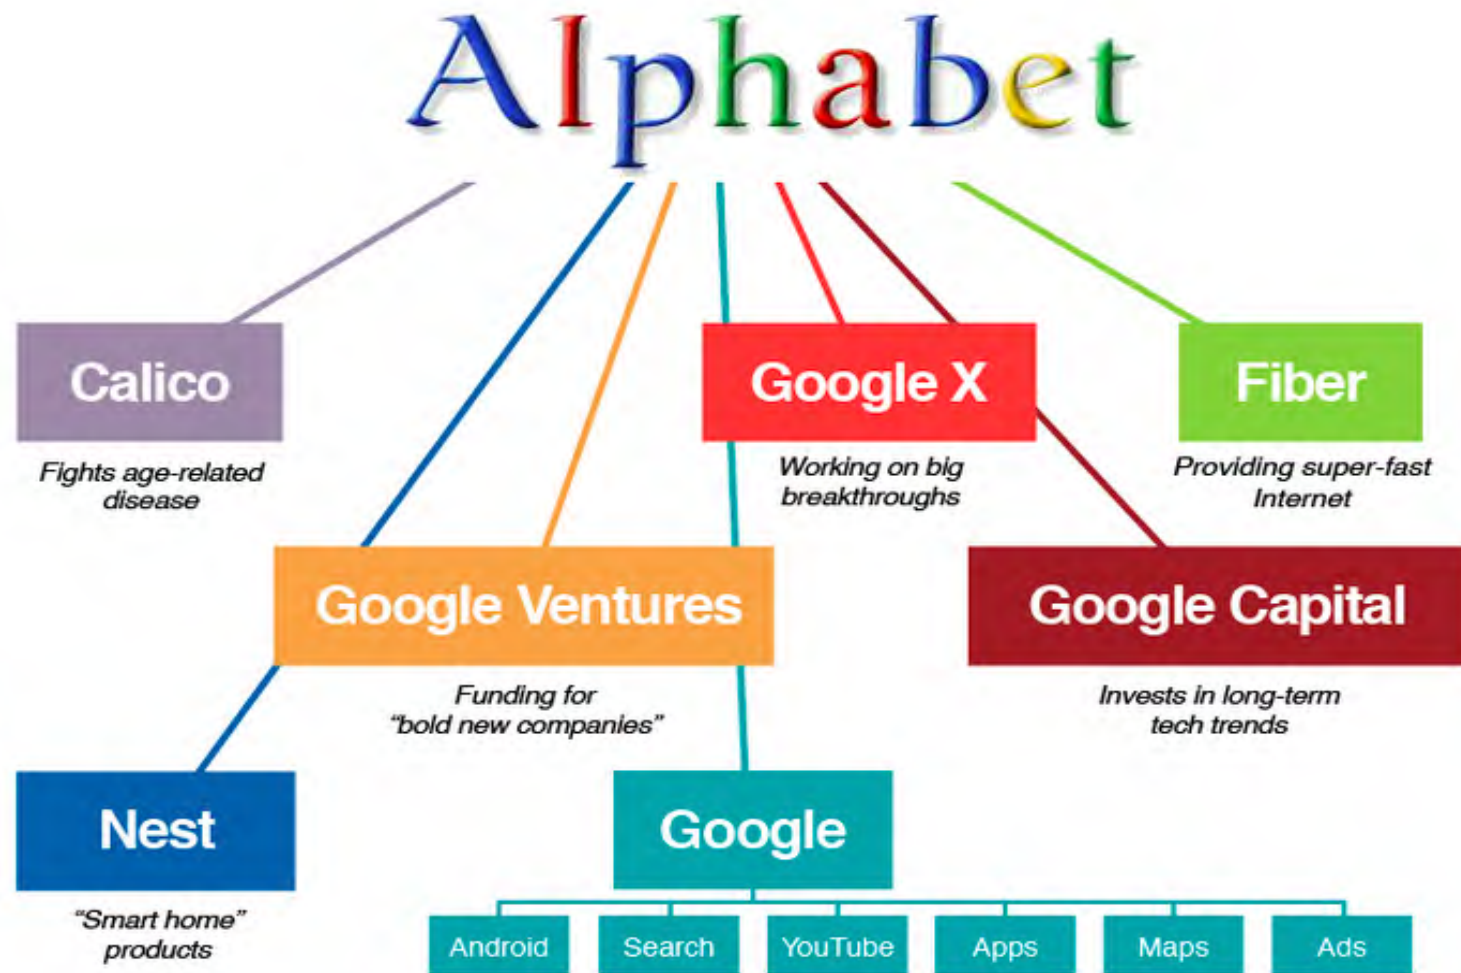 Alphabet
Calico
Fights age-related
disease
Google X
Working on big
breakthroughs
Fiber
Providing super-fast
Internet
Google Ventures
Funding for
“bold new companies”
Google Capital
Invests in long-term
tech trends
Nest
“Smart home”
products
Google
Android
Search
YouTube
Apps
Maps
Ads